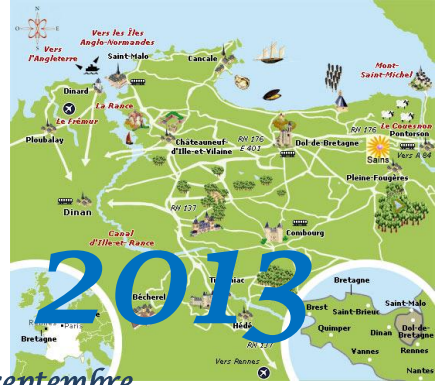 N
O
E
S
Vers les Îles
Anglo-Normandes
Vers
l'Angleterre
Saint-Malo
Cancale
Mont-
Saint-Michel
Dinard
La Rance
Le Frémur
Ploubalay
Châteauneuf
d'Ille-et-Vilaine
RN 176
E 401
Dol-de-Bretagne
RN 176
Le Couesnon
Pontorson
Sains
Vers A 84
Pleine-Fougères
Dinan
RN 137
Canal
d'Ille-et-Rance
Combourg
2013
Bécherel
Hédé
RN 137
Vers Rennes
Paris
Bretagne
Bretagne
Brest
Saint-Brieuc
Saint-Malo
Quimper
Dinan
Dol-de-
Bretagne
Vannes
Rennes
Nantes
septembre